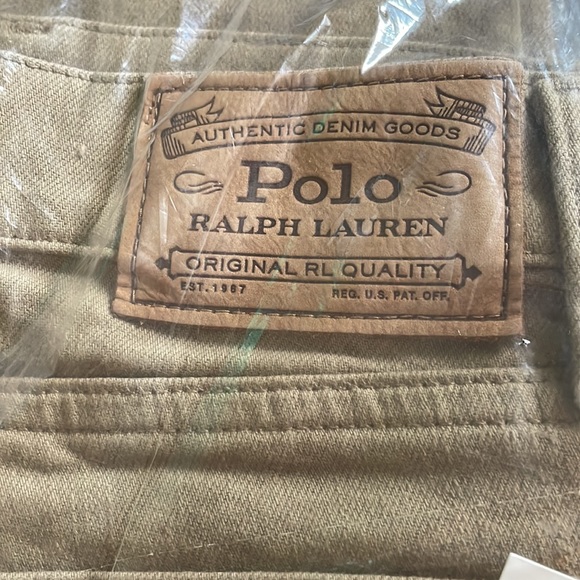 AUTHENTIC DENIM GOODS
Polo
RALPH LAUREN
ORIGINAL RL QUALITY
EST. 1967 REG. U.S. PAT. OFF.